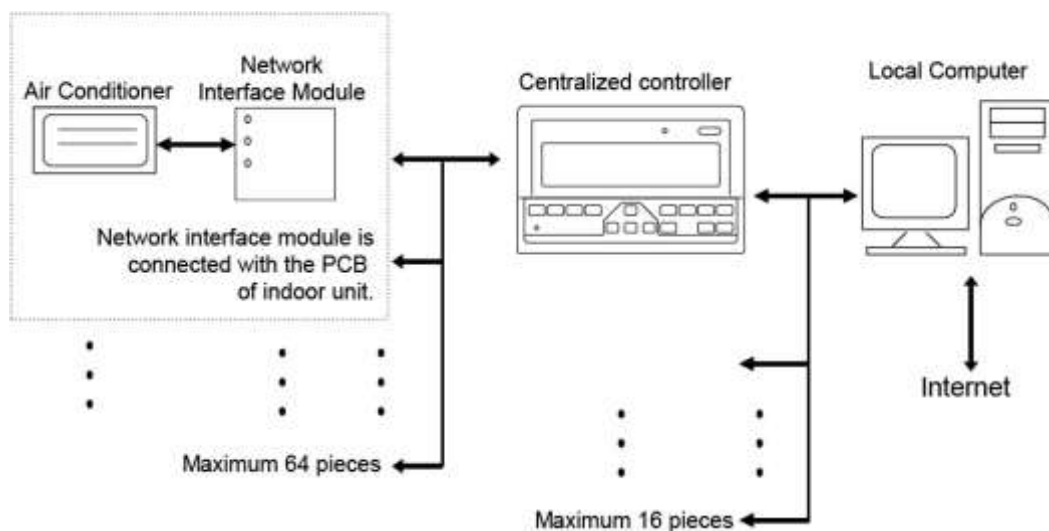 Air Conditioner
Network
Interface Module
Network interface module is
connected with the PCB
of indoor unit.
Maximum 64 pieces
Centralized controller
Maximum 16 pieces
Local Computer
Internet